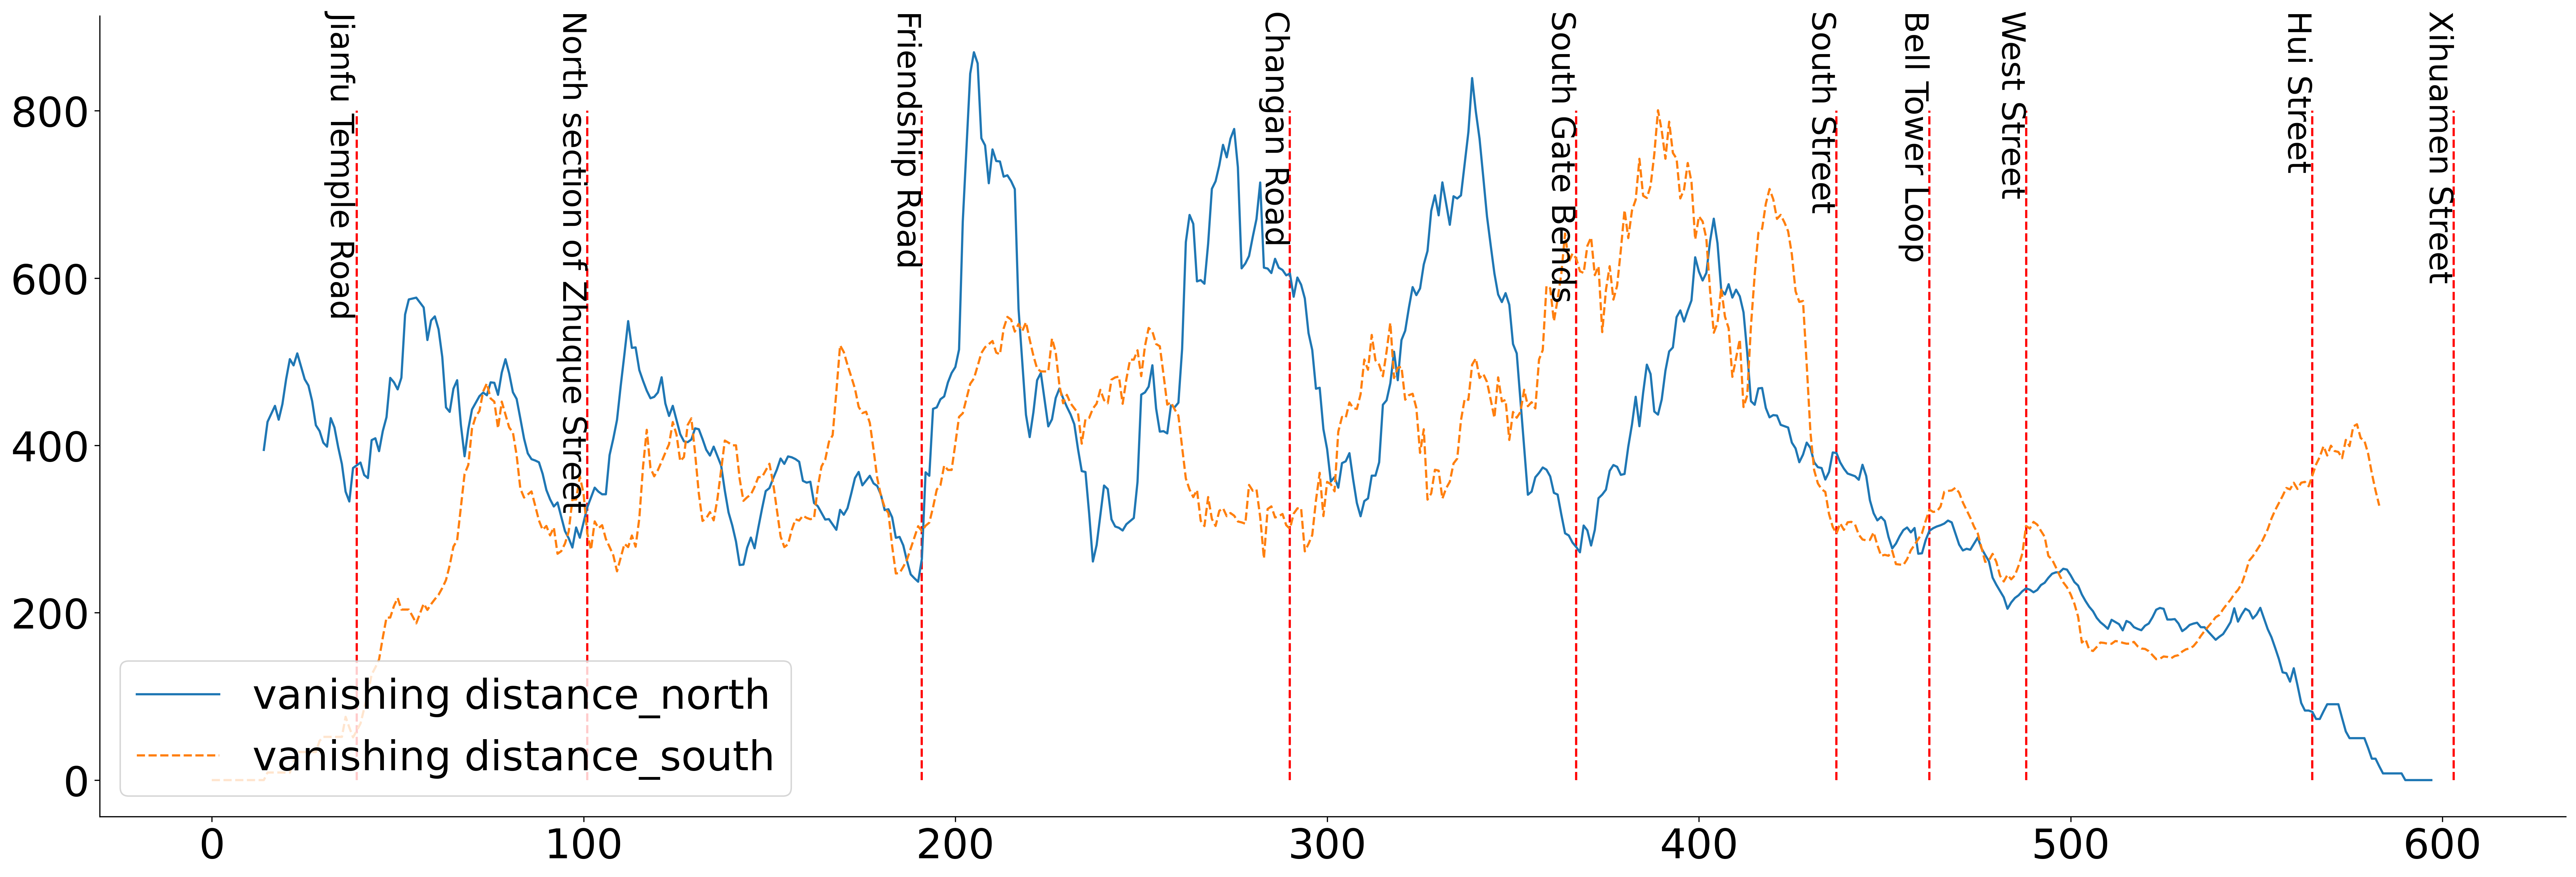 Jianfu Temple Road
North section of Zhuque Street
Friendship Road
Changan Road
South Gate Bends
South Street
Bell Tower Loop
West Street
Hui Street
Xihuamen Street
800
600
400
200
0
vanishing distance_north
vanishing distance_south
0 100 200 300 400 500 600